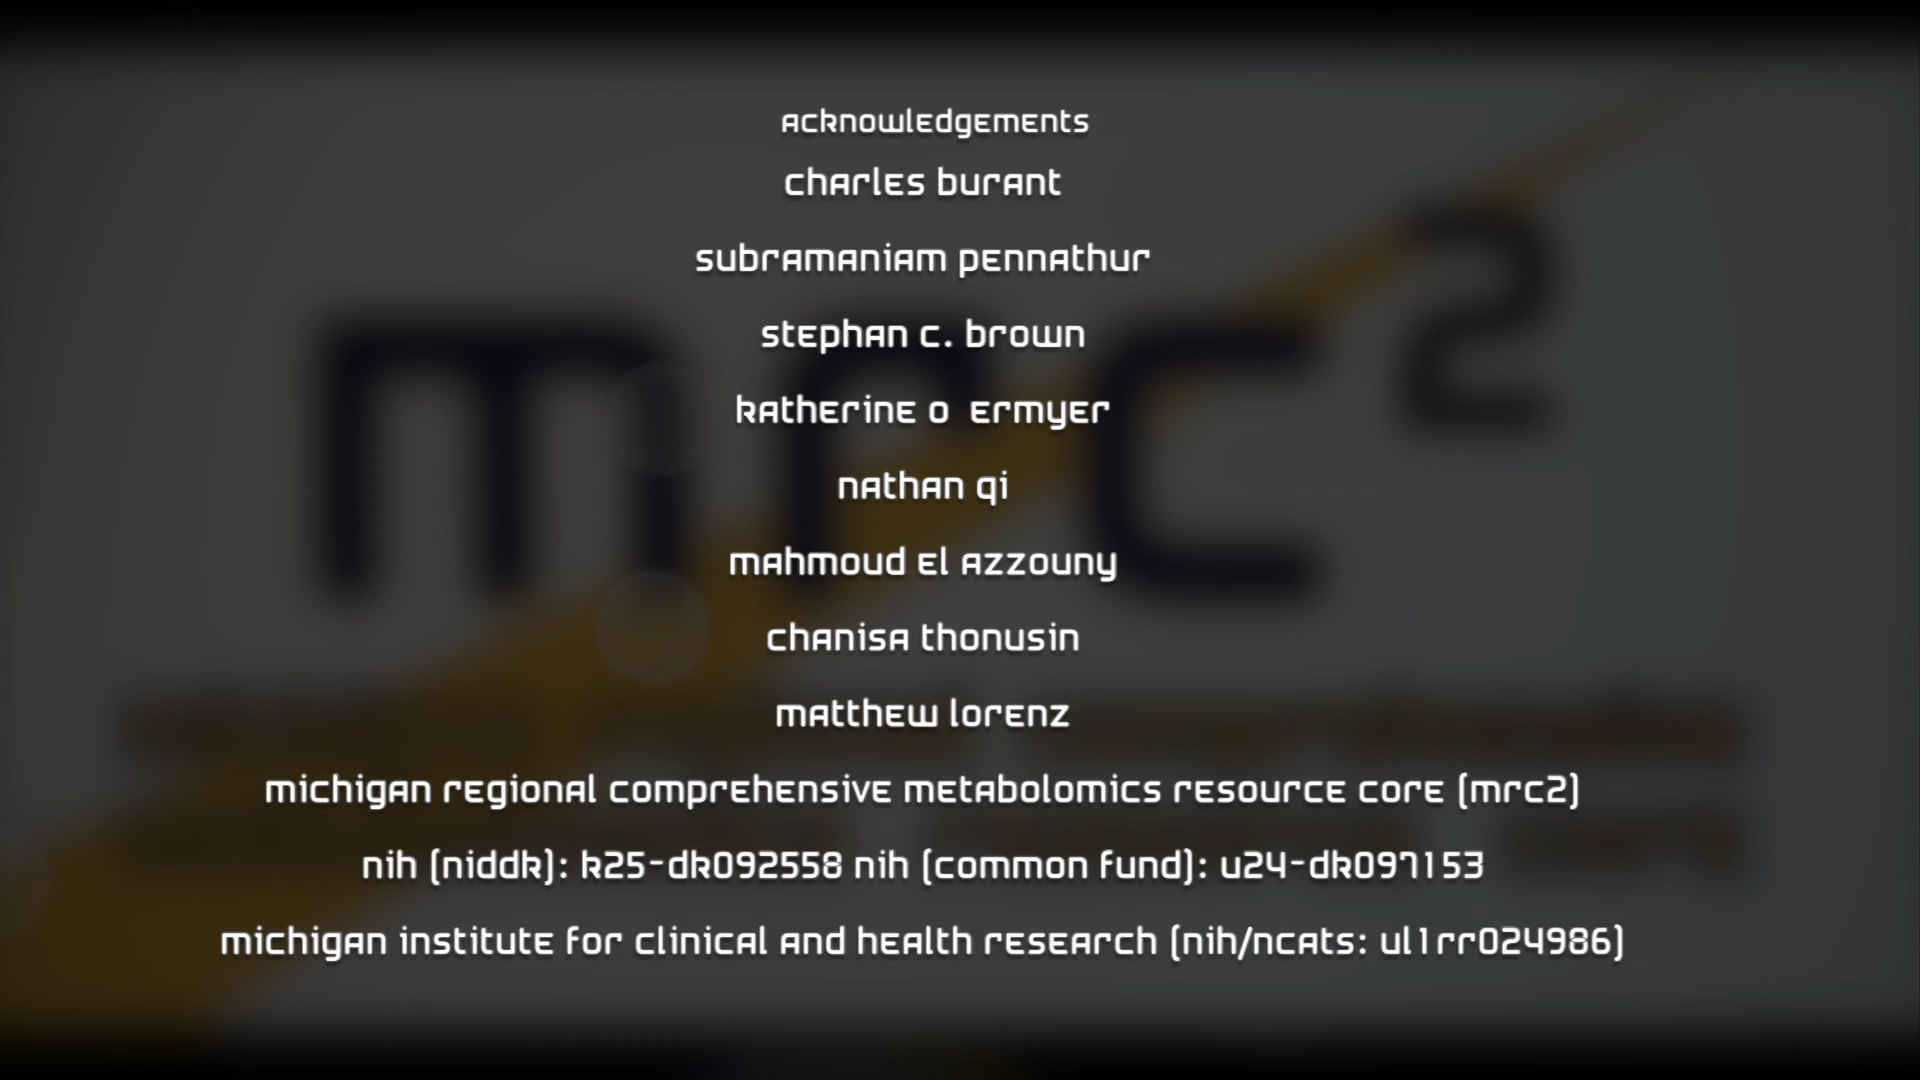 acknowledgements
charles burant
subramaniam pennathur
stephan c. brown
katherine o ermyer
nathan qi
mahmoud el azzouny
chanisa thonusin
matthew lorenz
michigan regional comprehensive metabolomics resource core (mrc2)
nih (niddk): k25-dk092558 nih (common fund): u24-dk097153
michigan institute for clinical and health research (nih/ncats: ul1rr024986)
mrc2